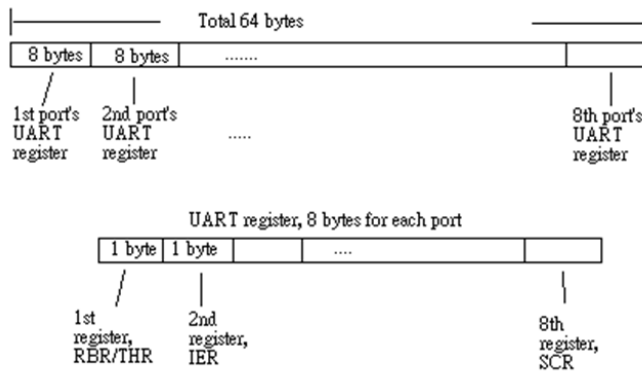 Total 64 bytes
8 bytes 8 bytes .......
1st port's 2nd port's 8th port's
UART UART ..... UART
register register register
UART register, 8 bytes for each port
1 byte 1 byte ....
1st 2nd 8th
register, register, register,
RBR/THR IER SCR